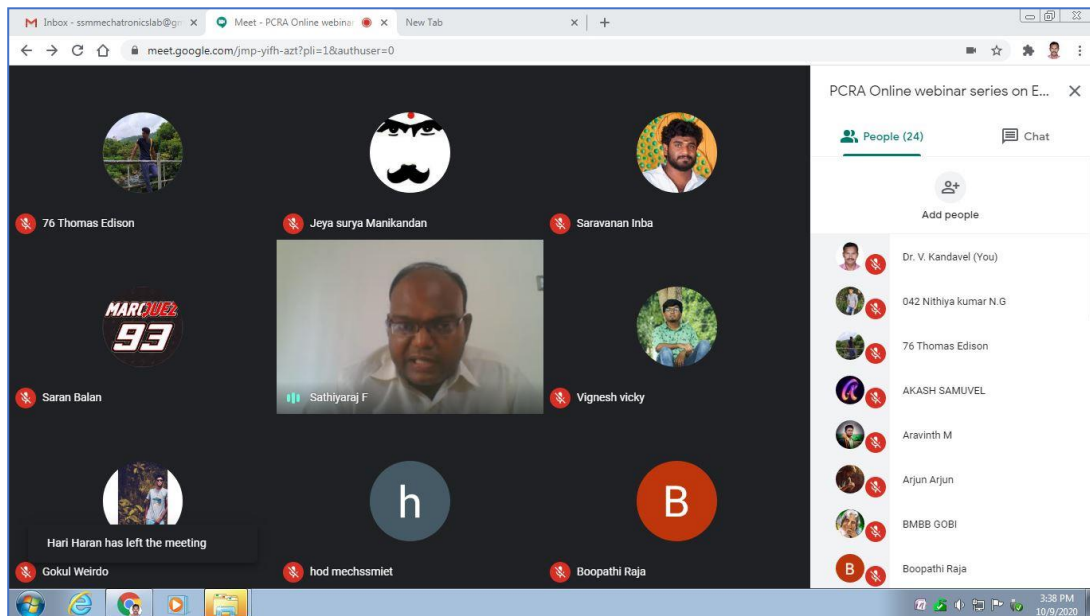 Inbox - ssmmechatronicslab@gm
Meet - PCRA Online webinar
New Tab
meet.google.com/jmp-yifh-azt?pli=1&authuser=0
PCRA Online webinar series on E...
People (24)
Chat
Add people
76 Thomas Edison
Jeya surya Manikandan
Saravanan Inba
MARQUEZ
93
Saran Balan
Sathiyaraj F
Vignesh vicky
h
B
Hari Haran has left the meeting
Gokul Weirdo
hod mechssmiet
Boopathi Raja
Dr. V. Kandavel (You)
042 Nithiya kumar N.G
76 Thomas Edison
AKASH SAMUVEL
Aravinth M
Arjun Arjun
BMBB GOBI
B
Boopathi Raja
3:38 PM
10/9/2020